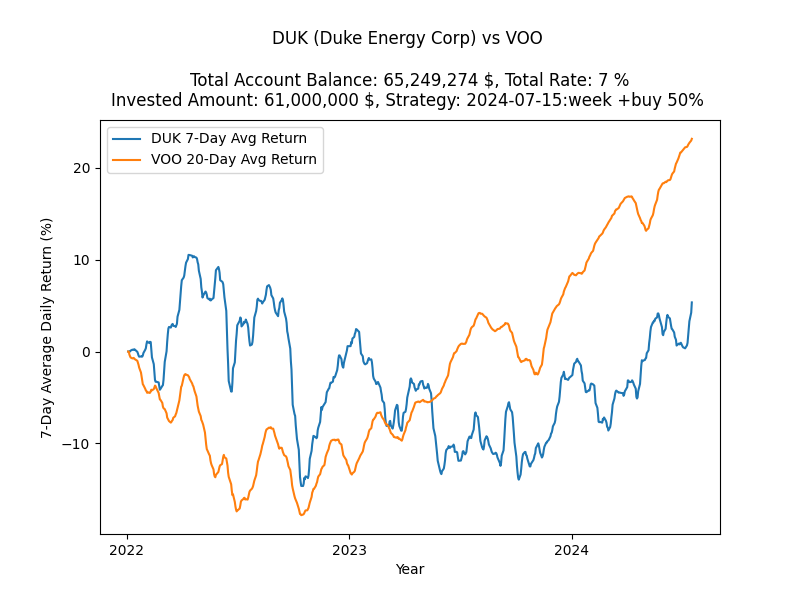 DUK (Duke Energy Corp) vs VOO
Total Account Balance: 65,249,274 $, Total Rate: 7 %
Invested Amount: 61,000,000 $, Strategy: 2024-07-15:week +buy 50%
DUK 7-Day Avg Return
VOO 20-Day Avg Return
7-Day Average Daily Return (%)
20
10
0
−10
2022
2023
2024
Year